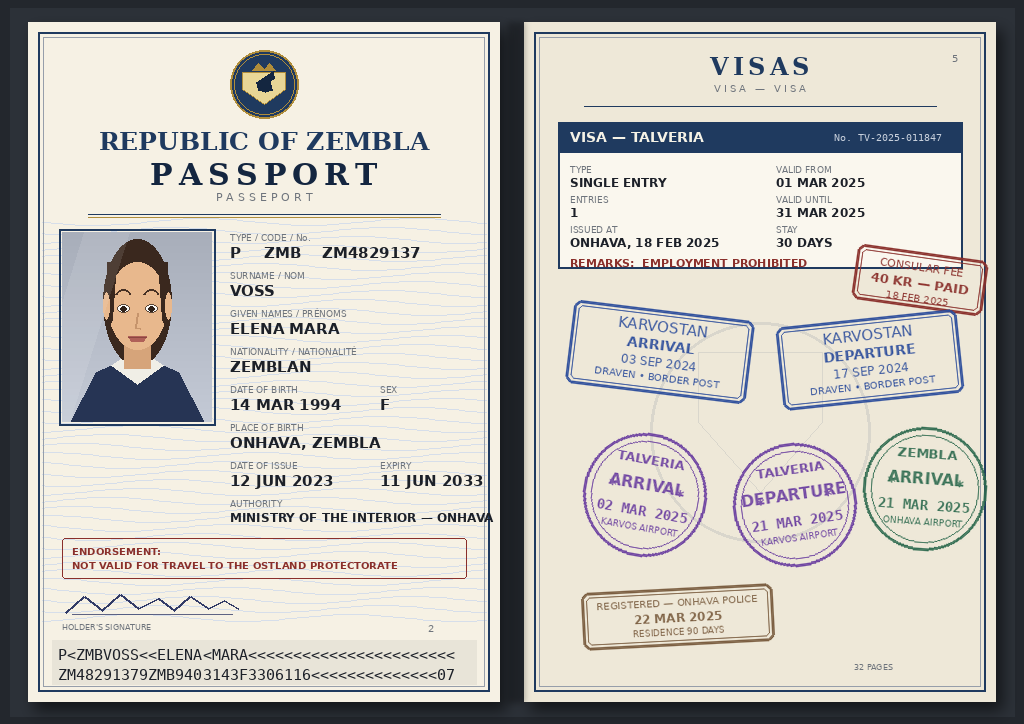 REPUBLIC OF ZEMBLA
PASSPORT
PASSEPORT
TYPE / CODE / No.
P ZMB ZM4829137
SURNAME / NOM
VOSS
GIVEN NAMES / PRÉNOMS
ELENA MARA
NATIONALITY / NATIONALITÉ
ZEMBLAN
DATE OF BIRTH SEX
14 MAR 1994 F
PLACE OF BIRTH
ONHAVA, ZEMBLA
DATE OF ISSUE EXPIRY
12 JUN 2023 11 JUN 2033
AUTHORITY
MINISTRY OF THE INTERIOR — ONHAVA
ENDORSEMENT:
NOT VALID FOR TRAVEL TO THE OSTLAND PROTECTORATE
HOLDER'S SIGNATURE
2
P<ZMBVOSS<<ELENA<MARA<<<<<<<<<<<<<<<<<<<<<<<
ZM48291379ZMB9403143F3306116<<<<<<<<<<<<<<07
5
VISAS
VISA — VISA
VISA — TALVERIA No. TV-2025-011847
TYPE VALID FROM
SINGLE ENTRY 01 MAR 2025
ENTRIES VALID UNTIL
1 31 MAR 2025
ISSUED AT STAY
ONHAVA, 18 FEB 2025 30 DAYS
REMARKS: EMPLOYMENT PROHIBITED
CONSULAR FEE
40 KR — PAID
18 FEB 2025
KARVOSTAN
ARRIVAL
03 SEP 2024
DRAVEN • BORDER POST
KARVOSTAN
DEPARTURE
17 SEP 2024
DRAVEN • BORDER POST
TALVERIA
ARRIVAL
02 MAR 2025
KARVOS AIRPORT
TALVERIA
DEPARTURE
21 MAR 2025
KARVOS AIRPORT
ZEMBLA
ARRIVAL
21 MAR 2025
ONHAVA AIRPORT
REGISTERED — ONHAVA POLICE
22 MAR 2025
RESIDENCE 90 DAYS
32 PAGES